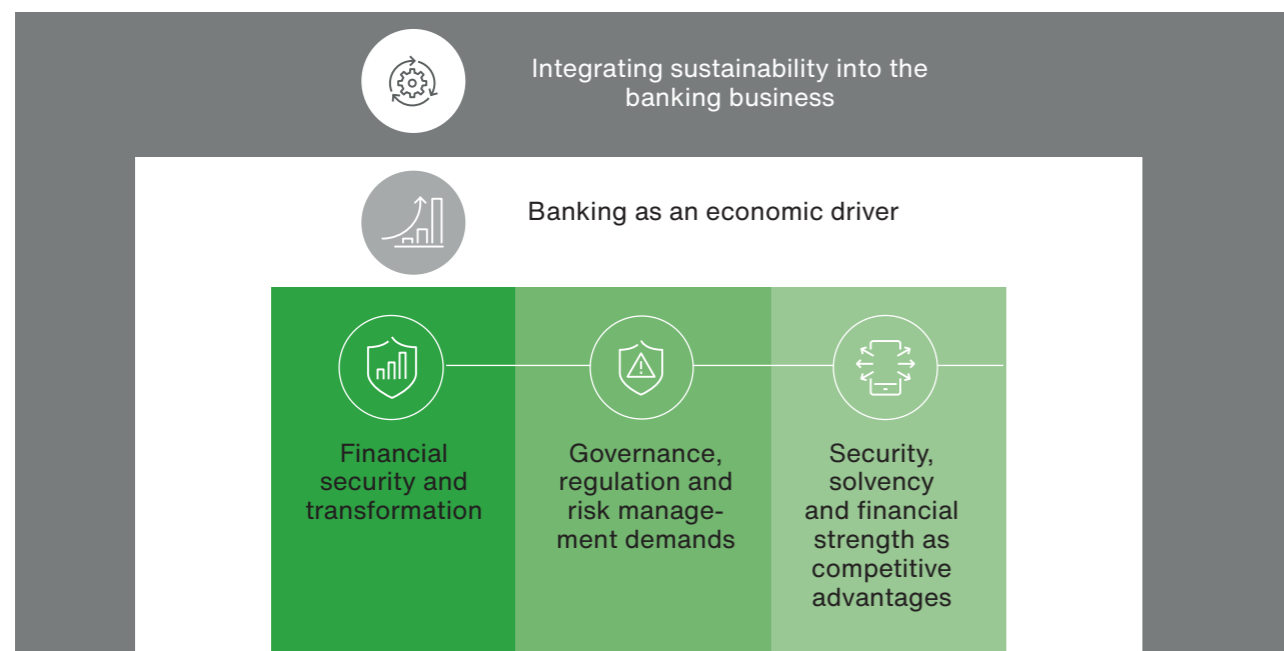 Integrating sustainability into the
banking business
Banking as an economic driver
Financial
security and
transformation
Governance,
regulation and
risk manage-
ment demands
Security,
solvency
and financial
strength as
competitive
advantages